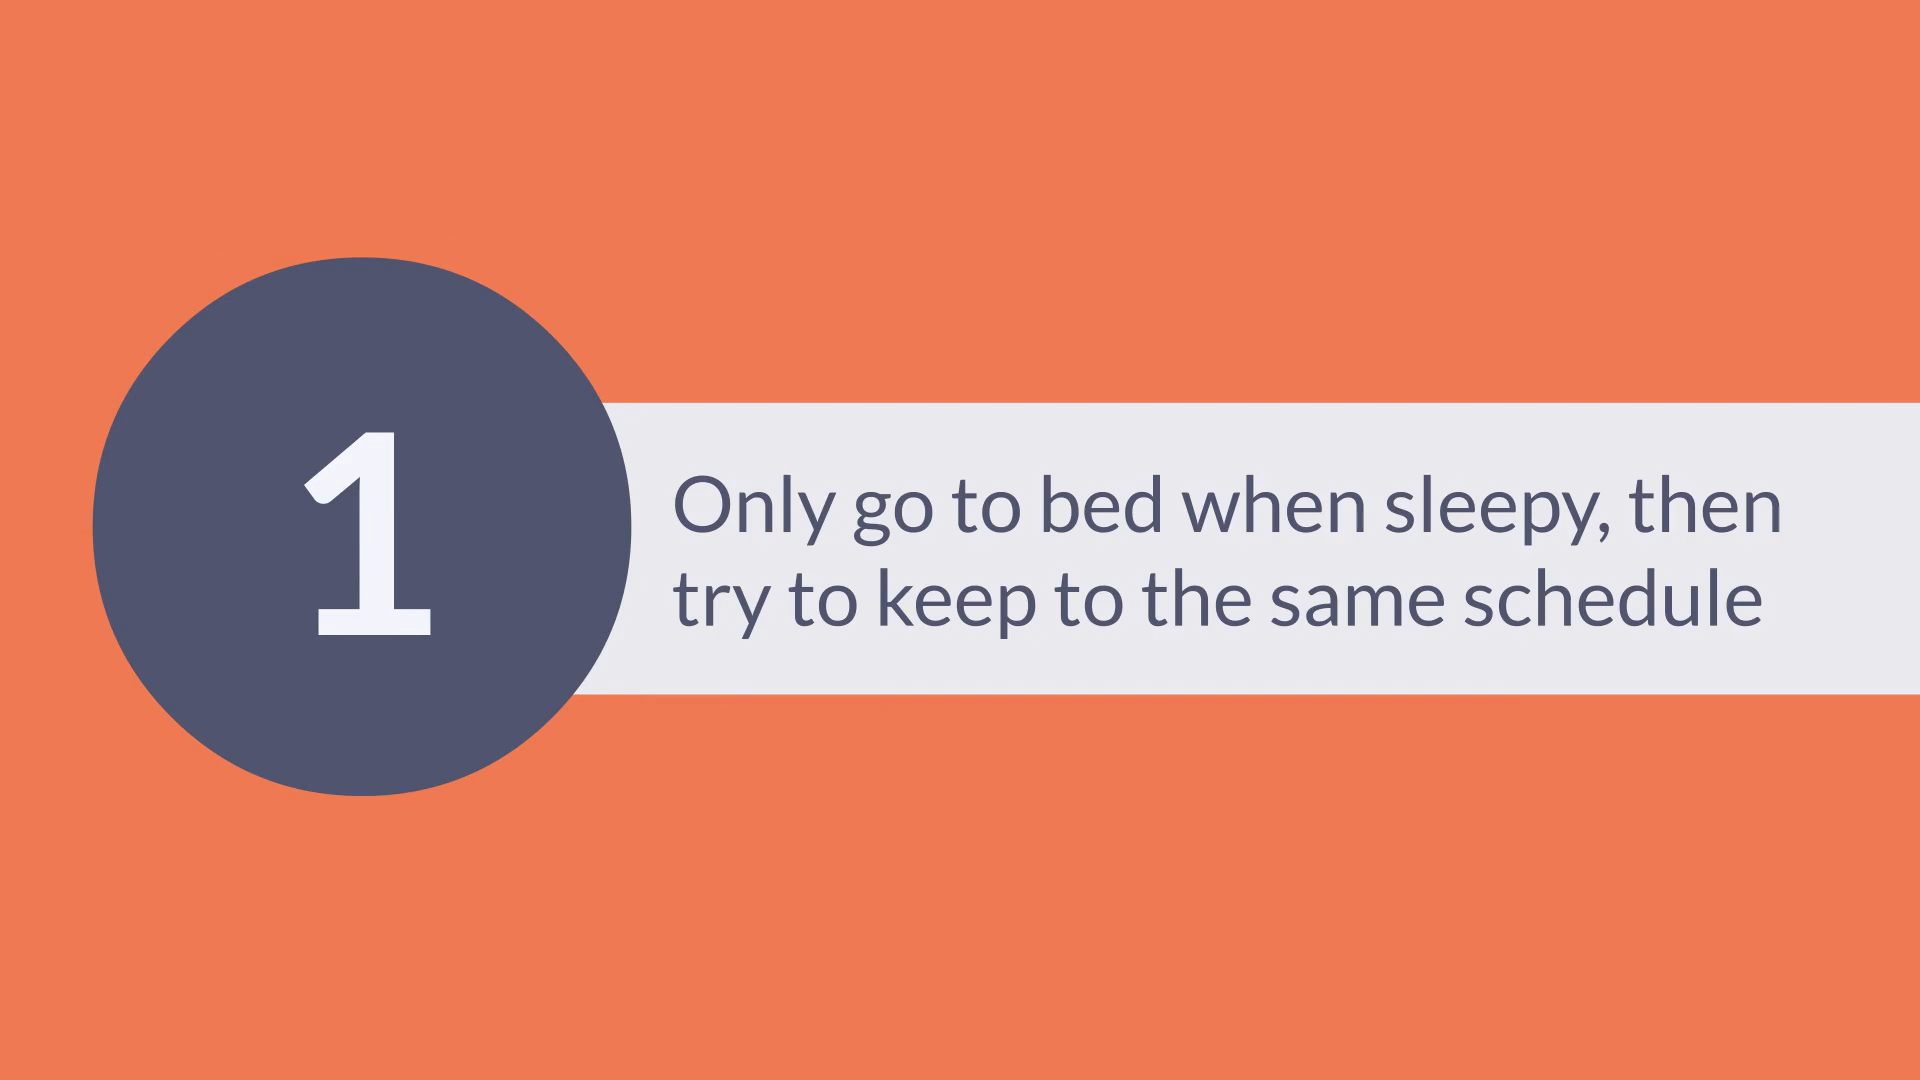 1
Only go to bed when sleepy, then
try to keep to the same schedule